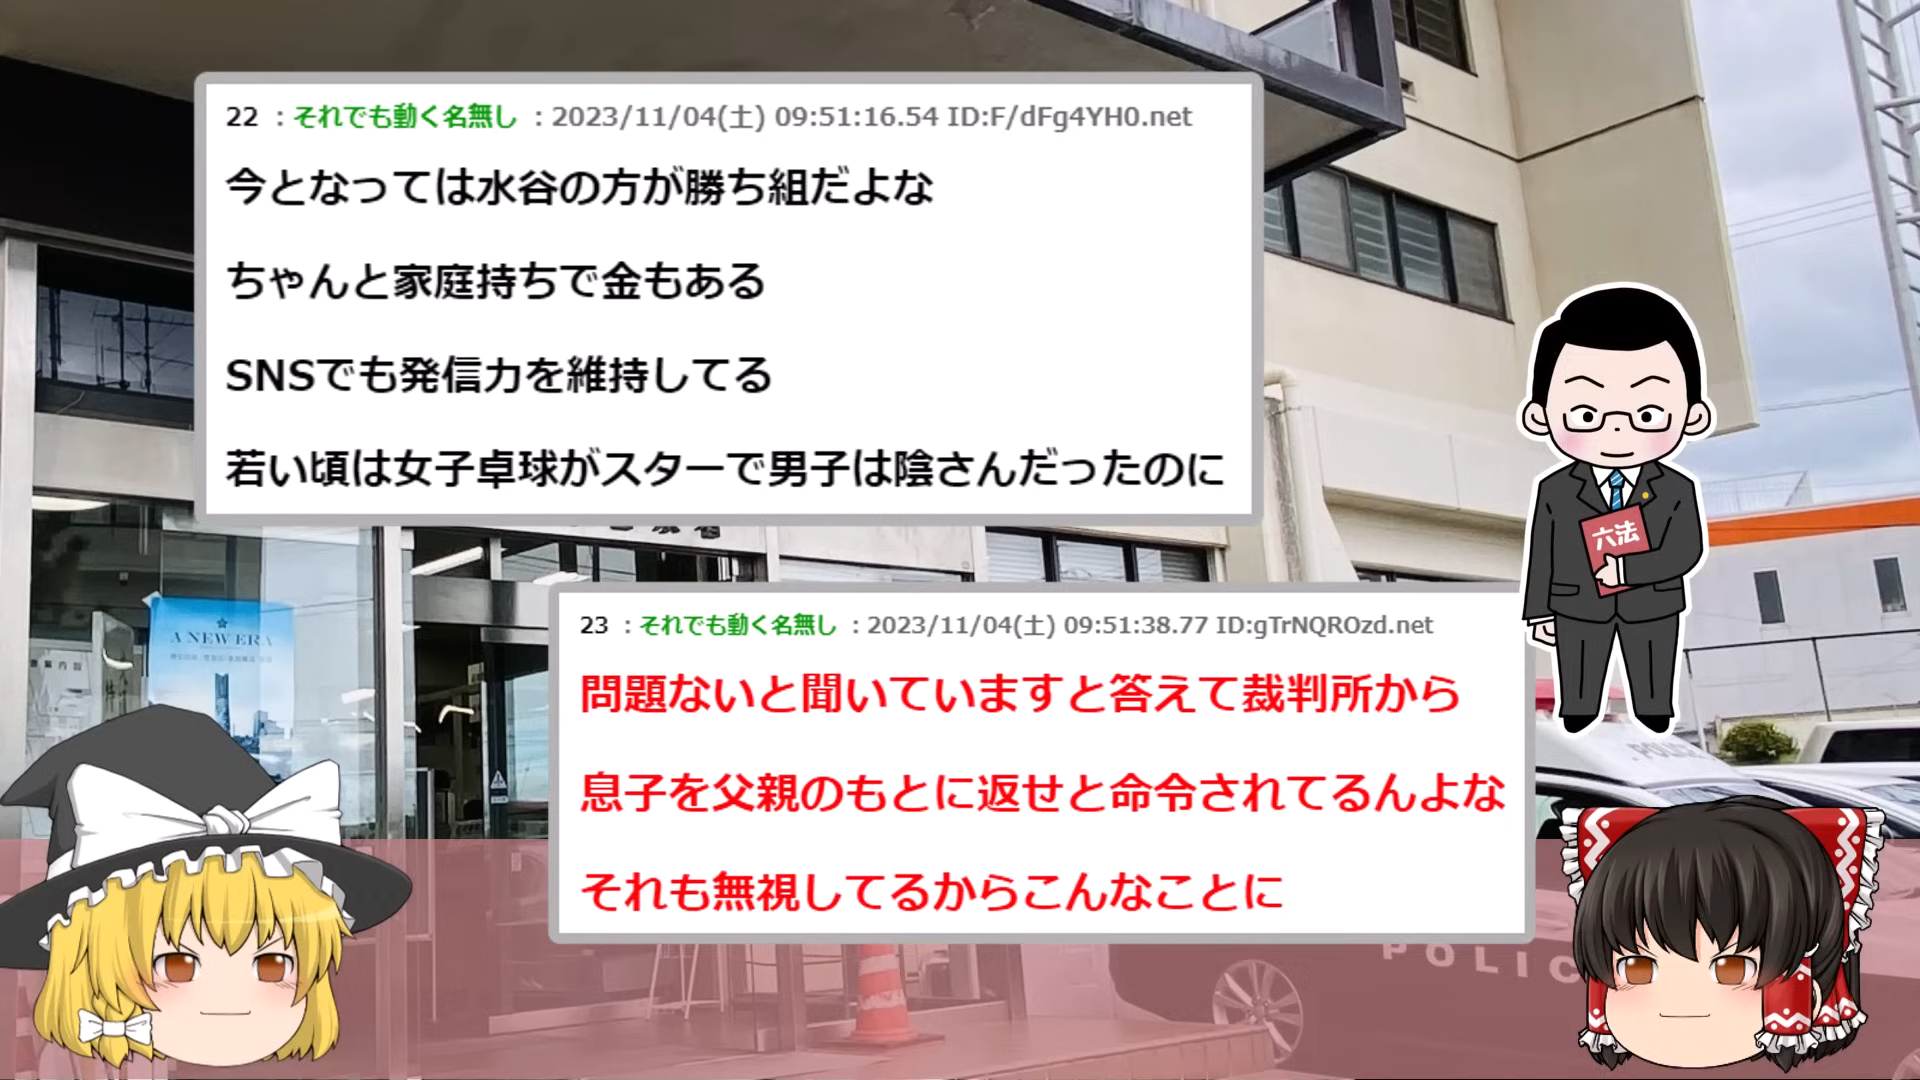 22 ：それでも動く名無し ：2023/11/04(土) 09:51:16.54 ID:F/dFg4YH0.net
今となっては水谷の方が勝ち組だよな
ちゃんと家庭持ちで金もある
SNSでも発信力を維持してる
若い頃は女子卓球がスターで男子は陰さんだったのに
六法
23 ：それでも動く名無し ：2023/11/04(土) 09:51:38.77 ID:gTrNQROzd.net
問題ないと聞いていますと答えて裁判所から
息子を父親のもとに返せと命令されてるんよな
それも無視してるからこんなことに
A NEW ERA
POLIC